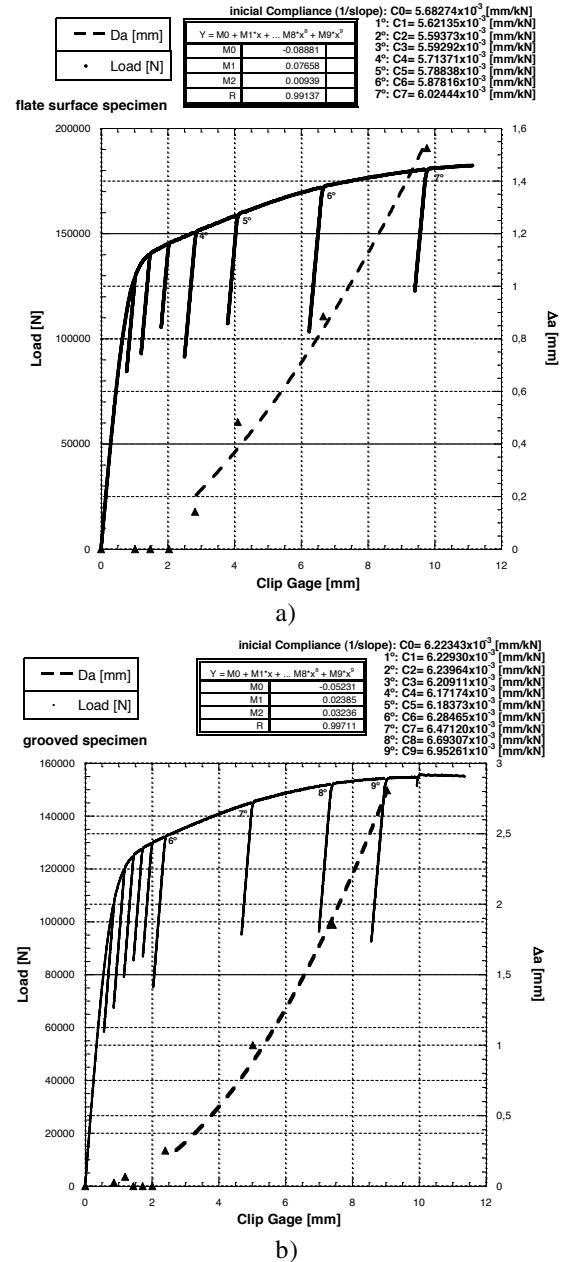 inicial Compliance (1/slope): C0= 5.68274x10⁻³ [mm/kN]
1º: C1= 5.62135x10⁻³ [mm/kN]
2º: C2= 5.59373x10⁻³ [mm/kN]
3º: C3= 5.59292x10⁻³ [mm/kN]
4º: C4= 5.71371x10⁻³ [mm/kN]
5º: C5= 5.78838x10⁻³ [mm/kN]
6º: C6= 5.87816x10⁻³ [mm/kN]
7º: C7= 6.02444x10⁻³ [mm/kN]
Da [mm]
Load [N]
Y = M0 + M1*x + ... M8*x⁸ + M9*x⁹
M0 -0.08881
M1 0.07658
M2 0.00939
R 0.99137
flate surface specimen
200000
150000
100000
50000
0
Load [N]
1,6
1,4
1,2
1
0,8
0,6
0,4
0,2
0
Δa [mm]
4º
5º
6º
7º
0 2 4 6 8 10 12
Clip Gage [mm]
a)
inicial Compliance (1/slope): C0= 6.22343x10⁻³ [mm/kN]
1º: C1= 6.22930x10⁻³ [mm/kN]
2º: C2= 6.23964x10⁻³ [mm/kN]
3º: C3= 6.20911x10⁻³ [mm/kN]
4º: C4= 6.17174x10⁻³ [mm/kN]
5º: C5= 6.18373x10⁻³ [mm/kN]
6º: C6= 6.28465x10⁻³ [mm/kN]
7º: C7= 6.47120x10⁻³ [mm/kN]
8º: C8= 6.69307x10⁻³ [mm/kN]
9º: C9= 6.95261x10⁻³ [mm/kN]
Da [mm]
Load [N]
Y = M0 + M1*x + ... M8*x⁸ + M9*x⁹
M0 -0.05231
M1 0.02385
M2 0.03236
R 0.99711
grooved specimen
160000
140000
120000
100000
80000
60000
40000
20000
0
Load [N]
3
2,5
2
1,5
1
0,5
0
Δa [mm]
6º
7º
8º
9º
0 2 4 6 8 10 12
Clip Gage [mm]
b)